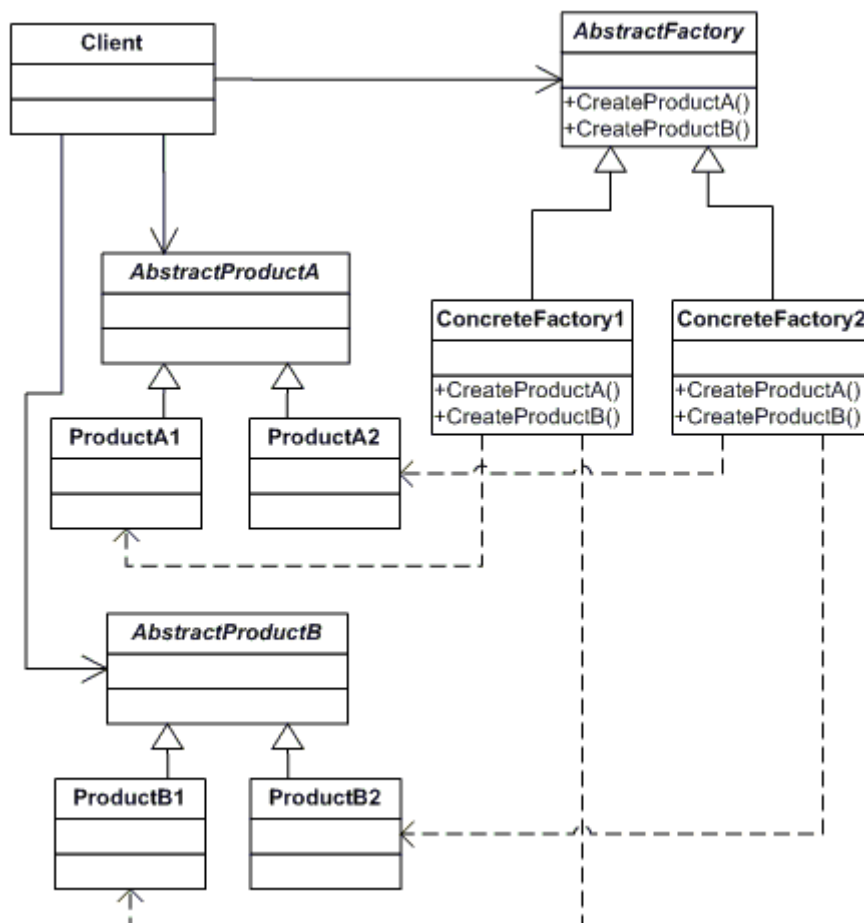 Client
AbstractFactory
+CreateProductA()
+CreateProductB()
AbstractProductA
ConcreteFactory1
ConcreteFactory2
+CreateProductA()
+CreateProductB()
+CreateProductA()
+CreateProductB()
ProductA1
ProductA2
AbstractProductB
ProductB1
ProductB2